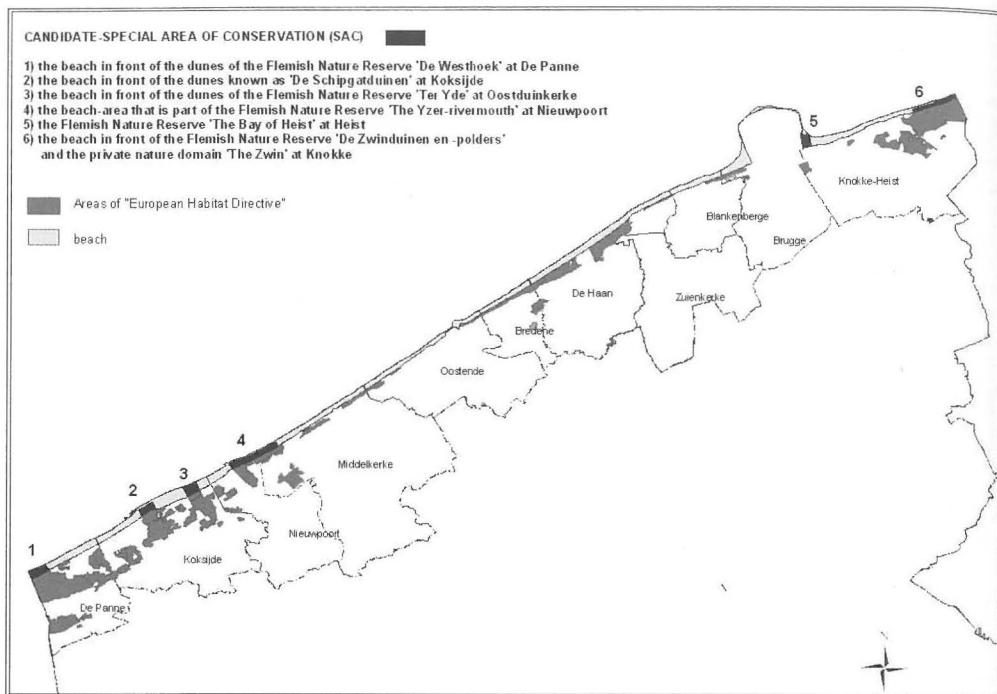 CANDIDATE-SPECIAL AREA OF CONSERVATION (SAC)
1) the beach in front of the dunes of the Flemish Nature Reserve 'De Westhoek' at De Panne
2) the beach in front of the dunes known as 'De Schipgatduinen' at Koksijde
3) the beach in front of the dunes of the Flemish Nature Reserve 'Ter Yde' at Oostduinkerke
4) the beach-area that is part of the Flemish Nature Reserve 'The Yzer-rivermouth' at Nieuwpoort
5) the Flemish Nature Reserve 'The Bay of Heist' at Heist
6) the beach in front of the Flemish Nature Reserve 'De Zwinduinen en -polders'
and the private nature domain 'The Zwin' at Knokke
Areas of "European Habitat Directive"
beach
6
5
Knokke-Heist
Blankenberge
Brugge
De Haan
Zuienkerke
Bredene
Oostende
4
Middelkerke
3
2
Nieuwpoort
1
Koksijde
De Panne